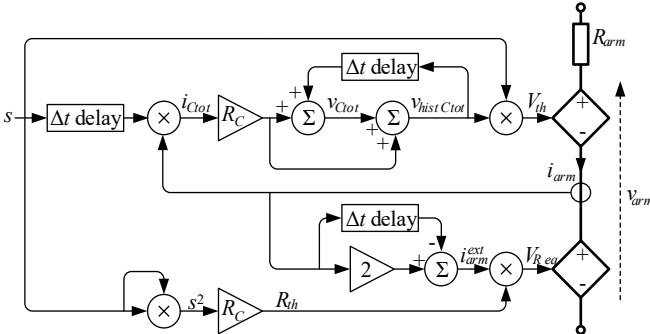 R_arm
Δt delay
+ + i_Ctot v_Ctot v_hist Ctot V_th +
s Δt delay × R_C + Σ + Σ × -
+
i_arm
v_arm
Δt delay
- i_arm^ext V_R eq
2 + Σ × +
-
s^2 R_th
× R_C